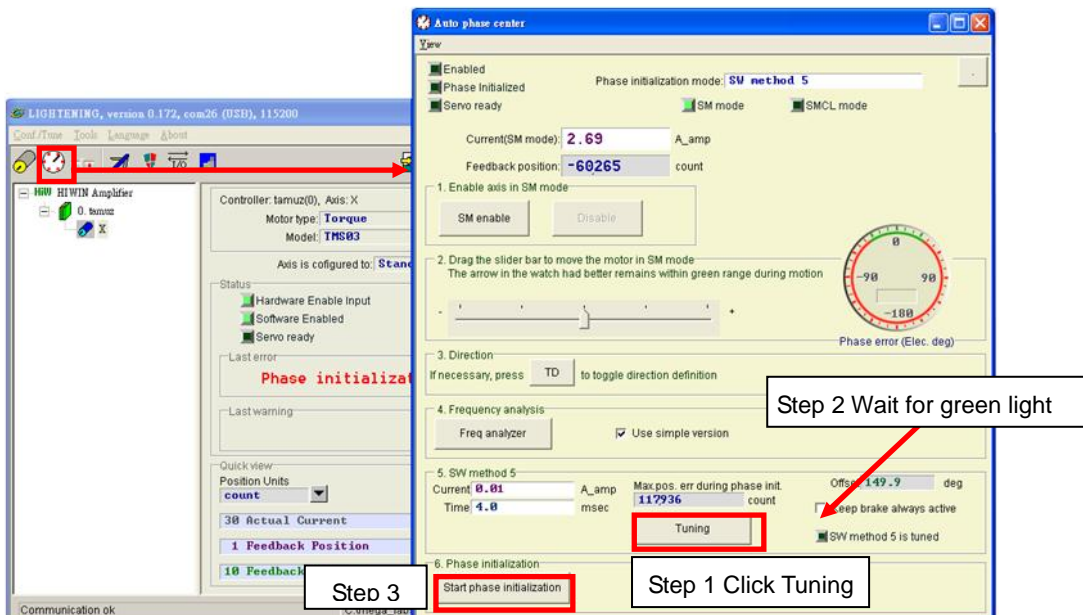 LIGHTENING, version 0.172, com26 (USB), 115200
Conf./Tune Tools Language About
I/O
HIWIN Amplifier
0. tamuz
X
Controller: tamuz(0), Axis: X
Motor type: Torque
Model: TMS03
Axis is cofigured to: Stand
Status
Hardware Enable Input
Software Enabled
Servo ready
Last error
Phase initializat
Last warning
Quick view
Position Units
count
30 Actual Current
1 Feedback Position
10 Feedback
Communication ok
Step 3
Auto phase center
View
Enabled
Phase Initialized
Servo ready
Phase initialization mode: SW method 5
.
SM mode
SMCL mode
Current(SM mode): 2.69 A_amp
Feedback position: -60265 count
1. Enable axis in SM mode
SM enable
Disable
2. Drag the slider bar to move the motor in SM mode
The arrow in the watch had better remains within green range during motion
- +
0
-90 90
-180
Phase error (Elec. deg)
3. Direction
If necessary, press TD to toggle direction definition
Step 2 Wait for green light
4. Frequency analysis
Freq analyzer
Use simple version
5. SW method 5
Current 0.01 A_amp
Time 4.0 msec
Max.pos. err during phase init.
117936 count
Tuning
Offset 149.9 deg
Keep brake always active
SW method 5 is tuned
6. Phase initialization
Start phase initialization
Step 1 Click Tuning